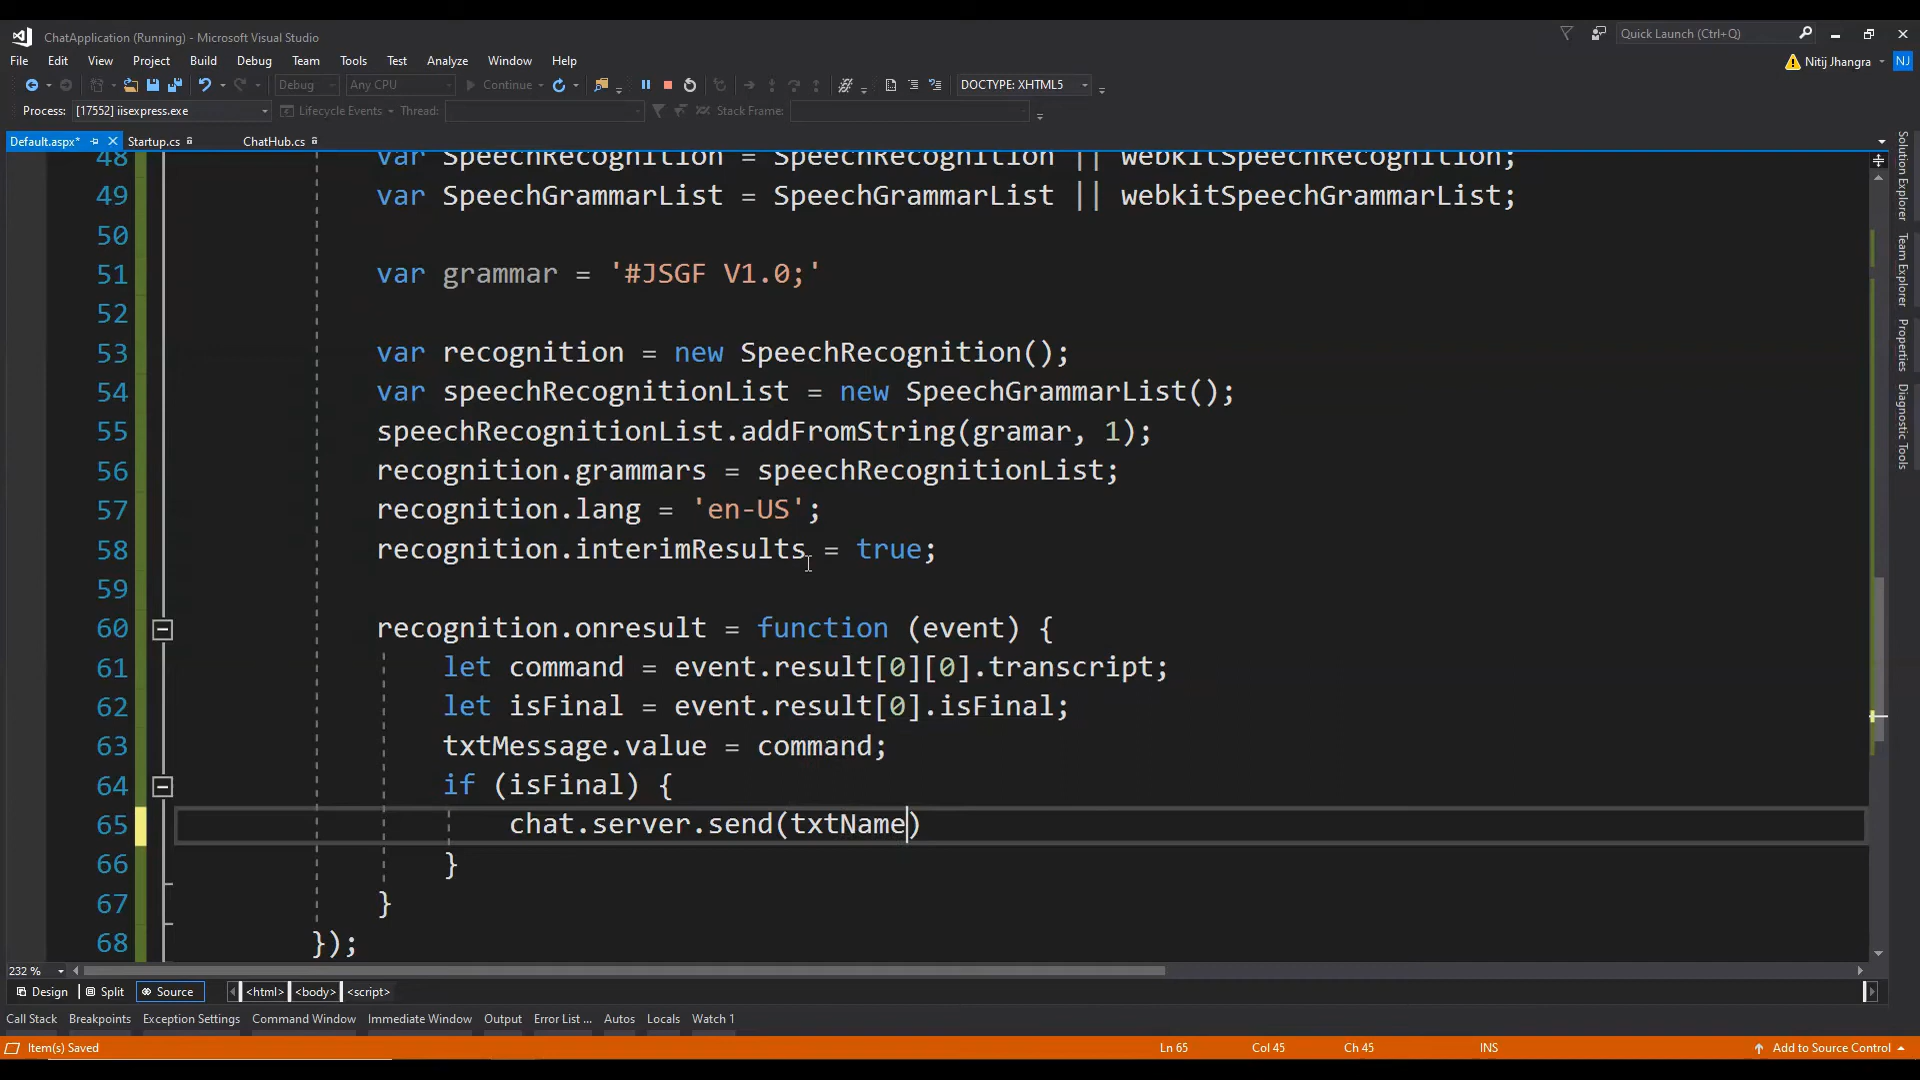 ChatApplication (Running) - Microsoft Visual Studio
Quick Launch (Ctrl+Q)
File Edit View Project Build Debug Team Tools Test Analyze Window Help
Nitij Jhangra NJ
Debug Any CPU Continue DOCTYPE: XHTML5
Process: [17552] iisexpress.exe Lifecycle Events Thread: Stack Frame:
Default.aspx* Startup.cs ChatHub.cs
48 var SpeechRecognition = SpeechRecognition || webkitSpeechRecognition;
49 var SpeechGrammarList = SpeechGrammarList || webkitSpeechGrammarList;
50
51 var grammar = '#JSGF V1.0;'
52
53 var recognition = new SpeechRecognition();
54 var speechRecognitionList = new SpeechGrammarList();
55 speechRecognitionList.addFromString(gramar, 1);
56 recognition.grammars = speechRecognitionList;
57 recognition.lang = 'en-US';
58 recognition.interimResults = true;
59
60 recognition.onresult = function (event) {
61 let command = event.result[0][0].transcript;
62 let isFinal = event.result[0].isFinal;
63 txtMessage.value = command;
64 if (isFinal) {
65 chat.server.send(txtName)
66 }
67 }
68 });
Solution Explorer
Team Explorer
Properties
Diagnostic Tools
232 %
Design Split Source <html> <body> <script>
Call Stack Breakpoints Exception Settings Command Window Immediate Window Output Error List ... Autos Locals Watch 1
Item(s) Saved Ln 65 Col 45 Ch 45 INS Add to Source Control